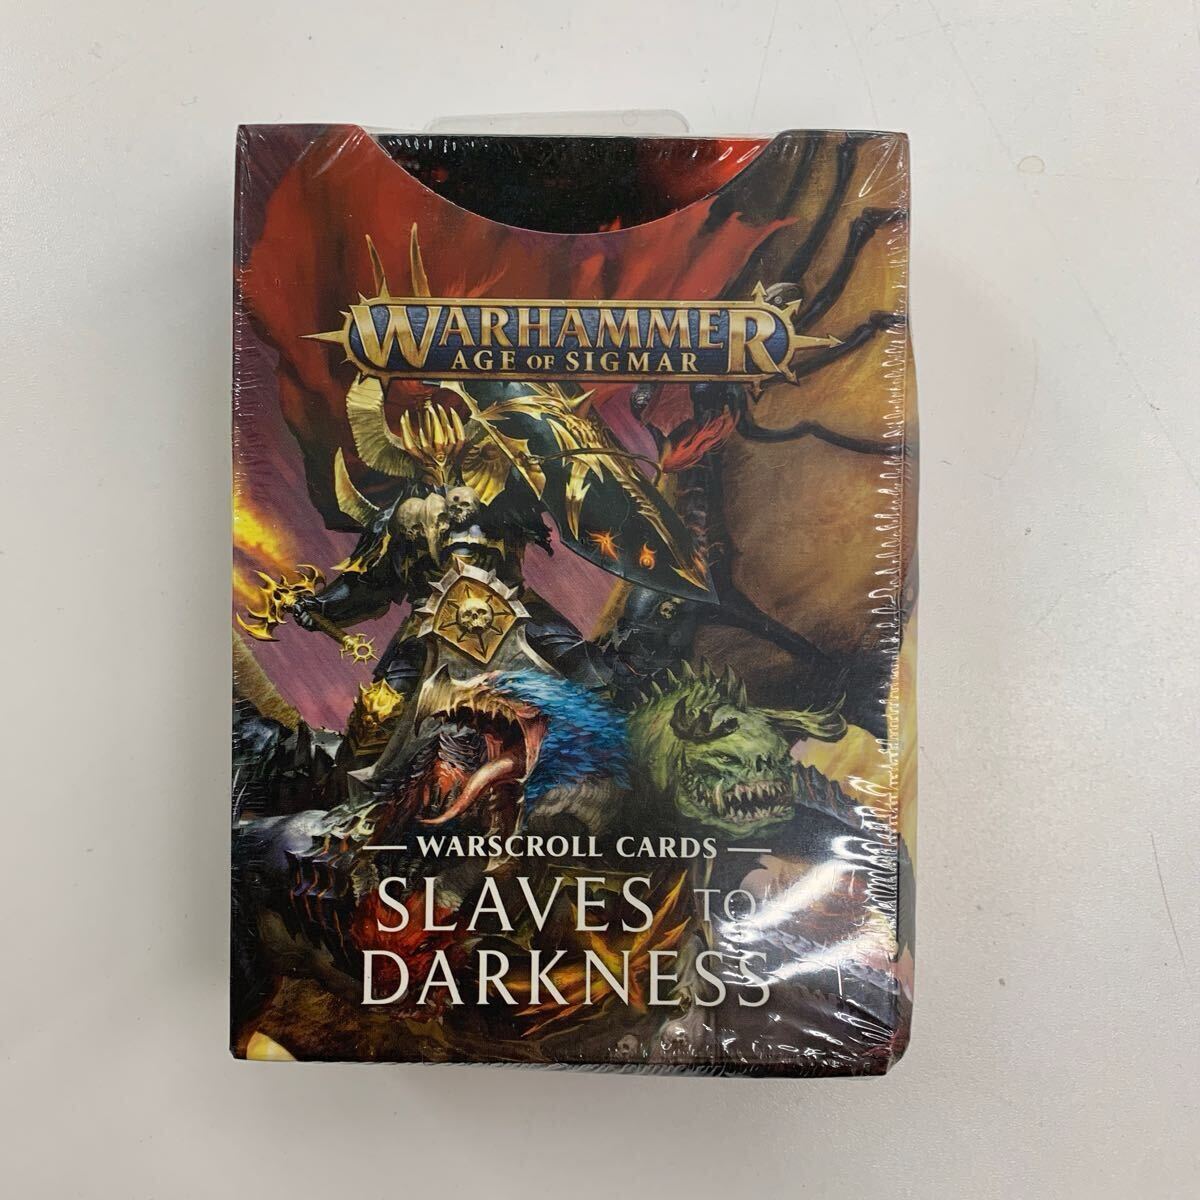 WARHAMMER
AGE OF SIGMAR
WARSCROLL CARDS
SLAVES TO
DARKNESS